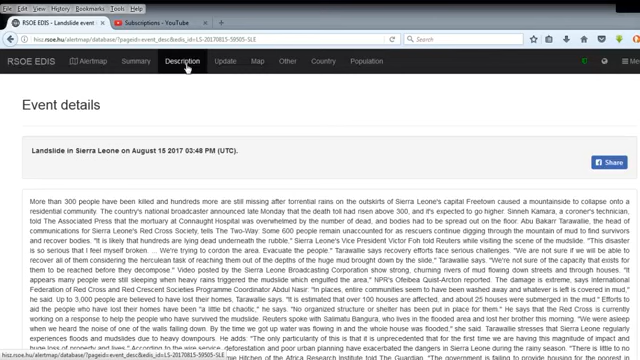 File Edit View History Bookmarks Tools Help
RSOE EDIS - Landslide event × Subscriptions - YouTube × +
hisz.rsoe.hu/alertmap/database/?pageid=event_desc&edis_id=LS-20170815-59505-SLE Search
RSOE EDIS Alertmap Summary Description Update Map Other Country Population Me
Event details
Landslide in Sierra Leone on August 15 2017 03:48 PM (UTC).
Share
More than 300 people have been killed and hundreds more are still missing after torrential rains on the outskirts of Sierra Leone's capital Freetown caused a mountainside to collapse onto a
residential community. The country's national broadcaster announced late Monday that the death toll had risen above 300, and it's expected to go higher. Sinneh Kamara, a coroner's technician,
told The Two-Way that the mortuary at Connaught Hospital was overwhelmed by the number of dead, and bodies had to be spread out on the floor. Abu Bakarr Tarawallie, the head of
communications for Sierra Leone's Red Cross Society, tells The Two-Way. Some 600 people remain unaccounted for as rescuers continue digging through the mountain of mud to find survivors
and recover bodies. "It is likely that hundreds are lying dead underneath the rubble," Sierra Leone's Vice President Victor Foh told Reuters while visiting the scene of the mudslide. "This disaster
is so serious that I feel myself broken. ... We're trying to cordon the area. Evacuate the people." Tarawallie says recovery efforts face serious challenges. "We are not sure if we will be able to
recover all of them considering the herculean task of reaching them out of the depths of the huge mud brought down by the slide," Tarawallie says. "We're not sure of the capacity that exists for
them to be reached before they decompose." Video posted by the Sierra Leone Broadcasting Corporation show strong, churning rivers of mud flowing down streets and through houses. "It
appears many people were still sleeping when heavy rains triggered the mudslide which engulfed the area." NPR's Ofeibea Quist-Arcton reported. The damage is extreme, says International
Federation of Red Cross and Red Crescent Societies Programme Coordinator Abdul Nasir. "In places, entire communities seem to have been washed away and whatever is left is covered in mud,"
he said. Up to 3,000 people are believed to have lost their homes, Tarawallie says. "It is estimated that over 100 houses are affected, and about 25 houses were submerged in the mud." Efforts to
aid the people who have lost their homes have been "a little bit chaotic," he says. "No organized structure or shelter has been put in place for them." He says that the Red Cross is currently
working on a response to help the people who have survived the mudslide. Reuters spoke with Salimatu Bangura, who lives in the flooded area and lost her brother this morning. "We were asleep
when we heard the noise of one of the walls falling down. By the time we got up water was flowing in and the whole house was flooded," she said. Tarawallie stresses that Sierra Leone regularly
experiences floods and mudslides due to heavy downpours. He adds: "The only particularity of this is that it is unprecedented that for the first time we are having this magnitude of impact and
hisz.rsoe.hu/alertmap/database/?pageid=event_desc&edis_id=LS-20170815-59505-SLE